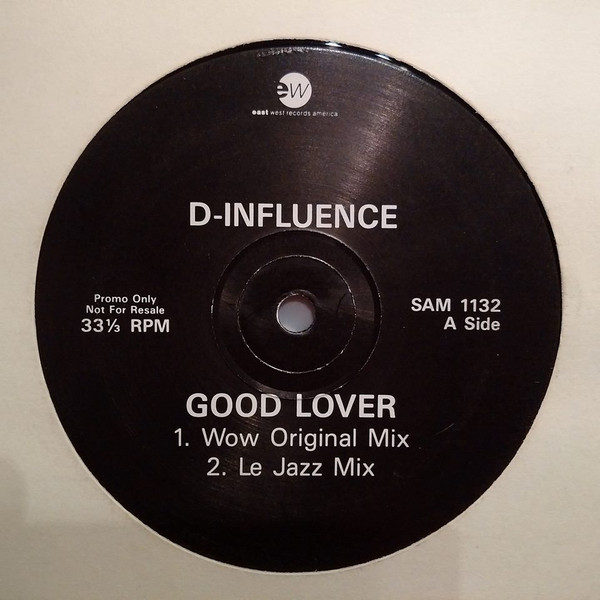 ew
east west records america
D-INFLUENCE
Promo Only
Not For Resale
33⅓ RPM
SAM 1132
A Side
GOOD LOVER
1. Wow Original Mix
2. Le Jazz Mix